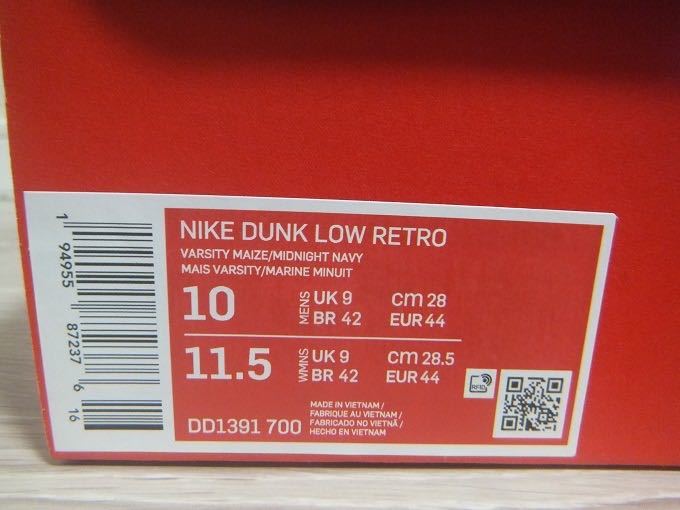 NIKE DUNK LOW RETRO
VARSITY MAIZE/MIDNIGHT NAVY
MAIS VARSITY/MARINE MINUIT
10 MENS UK 9 cm 28
BR 42 EUR 44
11.5 WMNS UK 9 cm 28.5
BR 42 EUR 44
DD1391 700
MADE IN VIETNAM /
FABRIQUE AU VIETNAM /
FABRICADO NO VIETNÃ /
HECHO EN VIETNAM
RFID
1 94955 87237 6 16